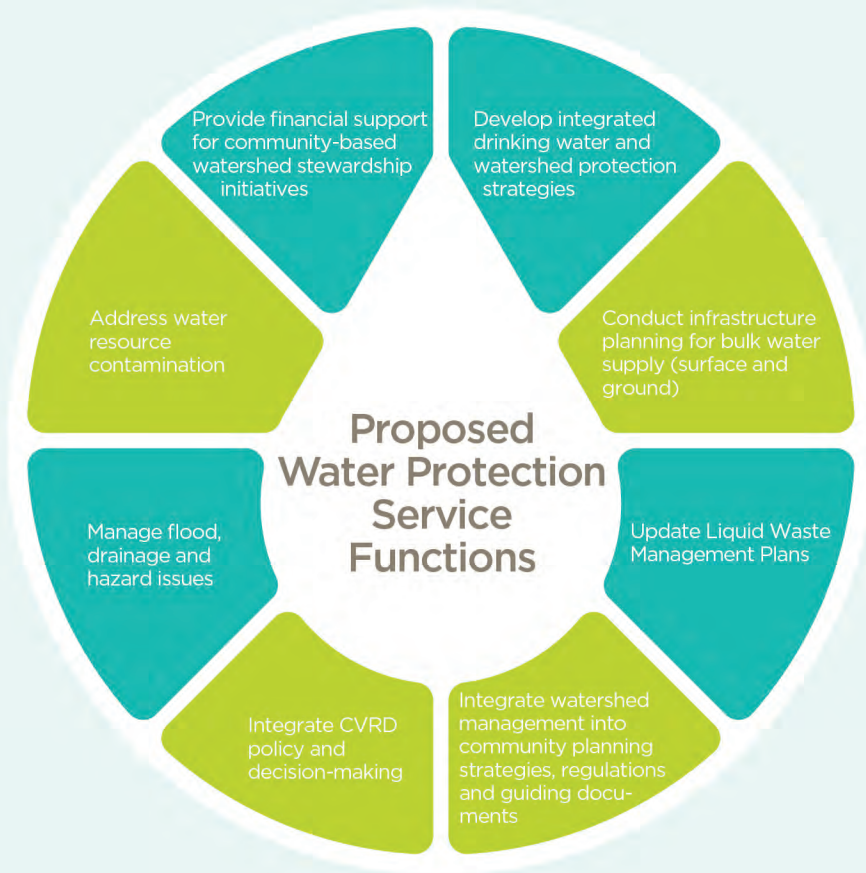 Provide financial support
for community-based
watershed stewardship
initiatives
Develop integrated
drinking water and
watershed protection
strategies
Conduct infrastructure
planning for bulk water
supply (surface and
ground)
Update Liquid Waste
Management Plans
Integrate watershed
management into
community planning
strategies, regulations
and guiding docu-
ments
Integrate CVRD
policy and
decision-making
Manage flood,
drainage and
hazard issues
Address water
resource
contamination
Proposed
Water Protection
Service
Functions